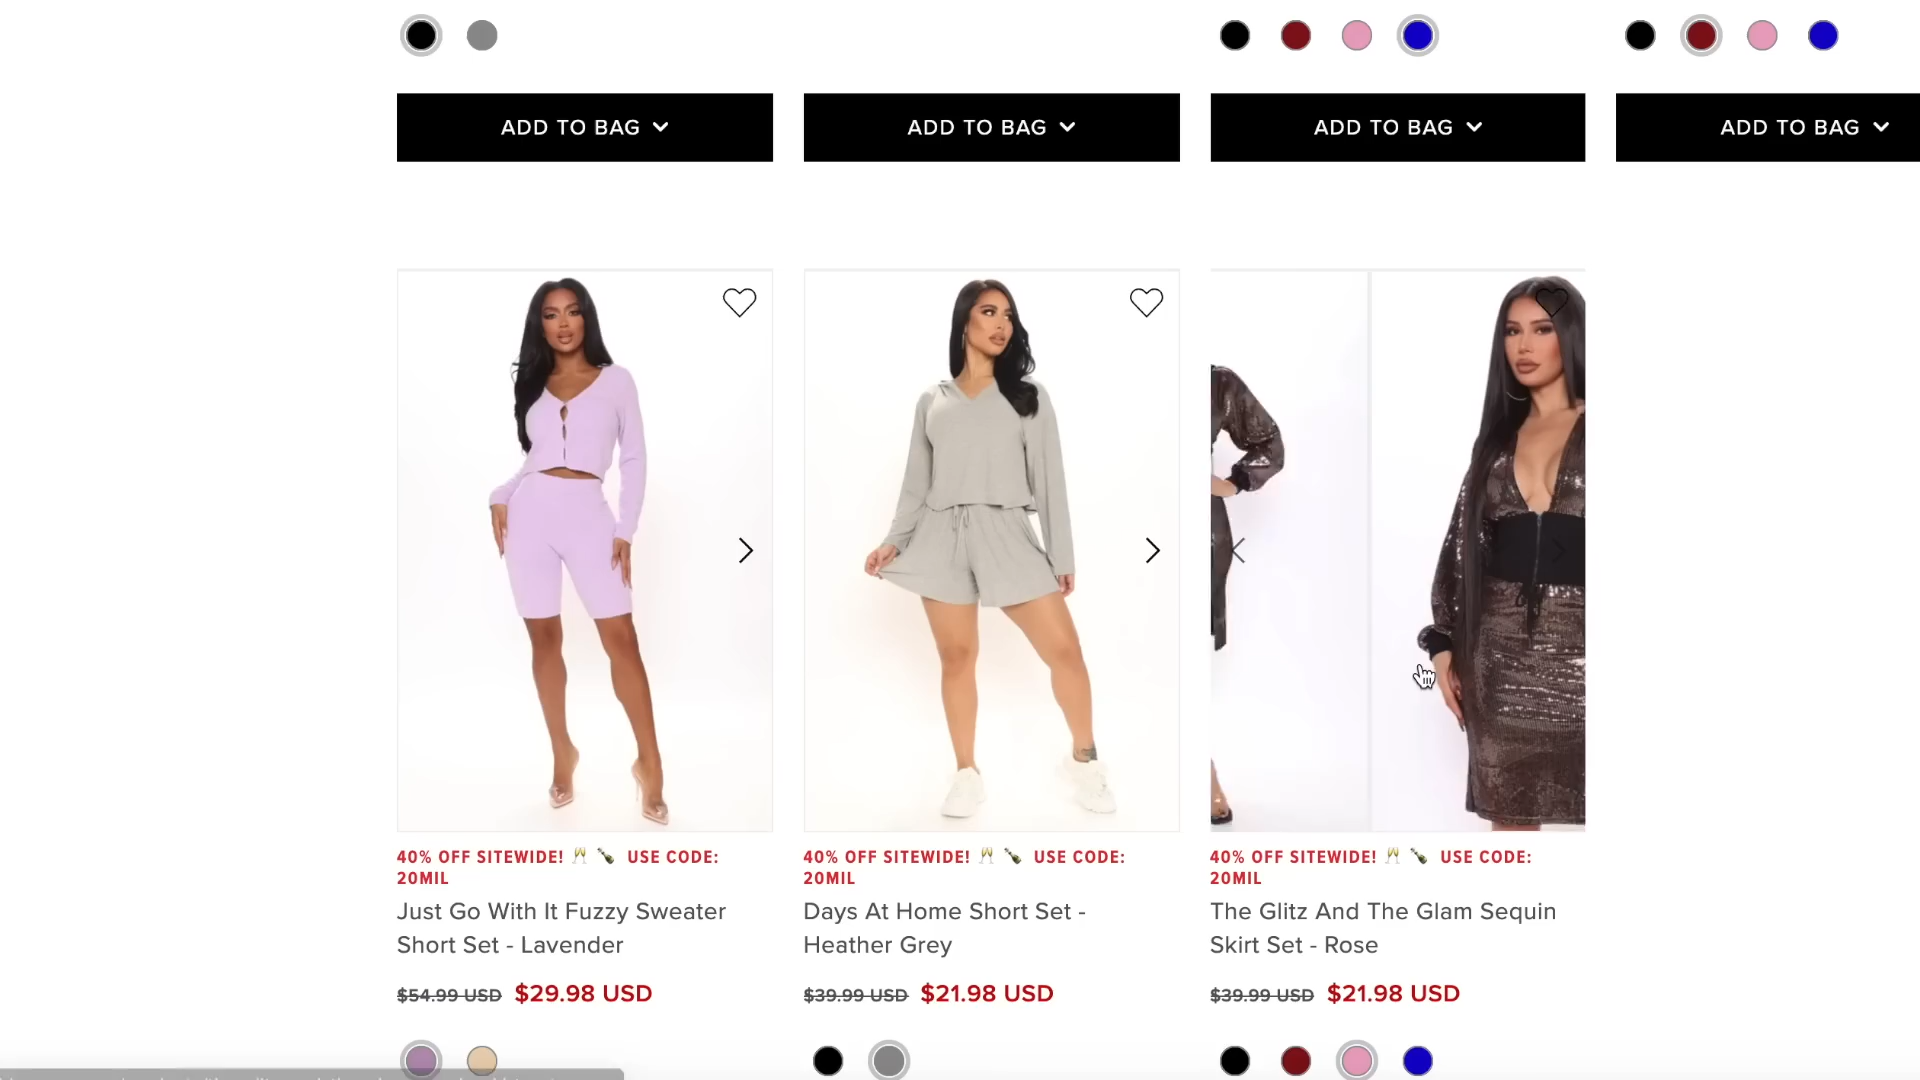 ADD TO BAG
ADD TO BAG
ADD TO BAG
ADD TO BAG
40% OFF SITEWIDE! 🥂 🍾 USE CODE:
20MIL
Just Go With It Fuzzy Sweater
Short Set - Lavender
$54.99 USD $29.98 USD
40% OFF SITEWIDE! 🥂 🍾 USE CODE:
20MIL
Days At Home Short Set -
Heather Grey
$39.99 USD $21.98 USD
40% OFF SITEWIDE! 🥂 🍾 USE CODE:
20MIL
The Glitz And The Glam Sequin
Skirt Set - Rose
$39.99 USD $21.98 USD